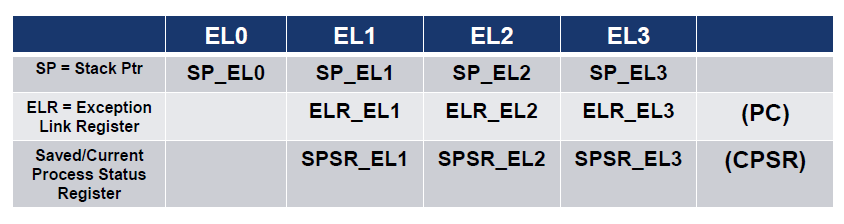 EL0 EL1 EL2 EL3
SP = Stack Ptr SP_EL0 SP_EL1 SP_EL2 SP_EL3
ELR = Exception
Link Register ELR_EL1 ELR_EL2 ELR_EL3 (PC)
Saved/Current
Process Status
Register SPSR_EL1 SPSR_EL2 SPSR_EL3 (CPSR)